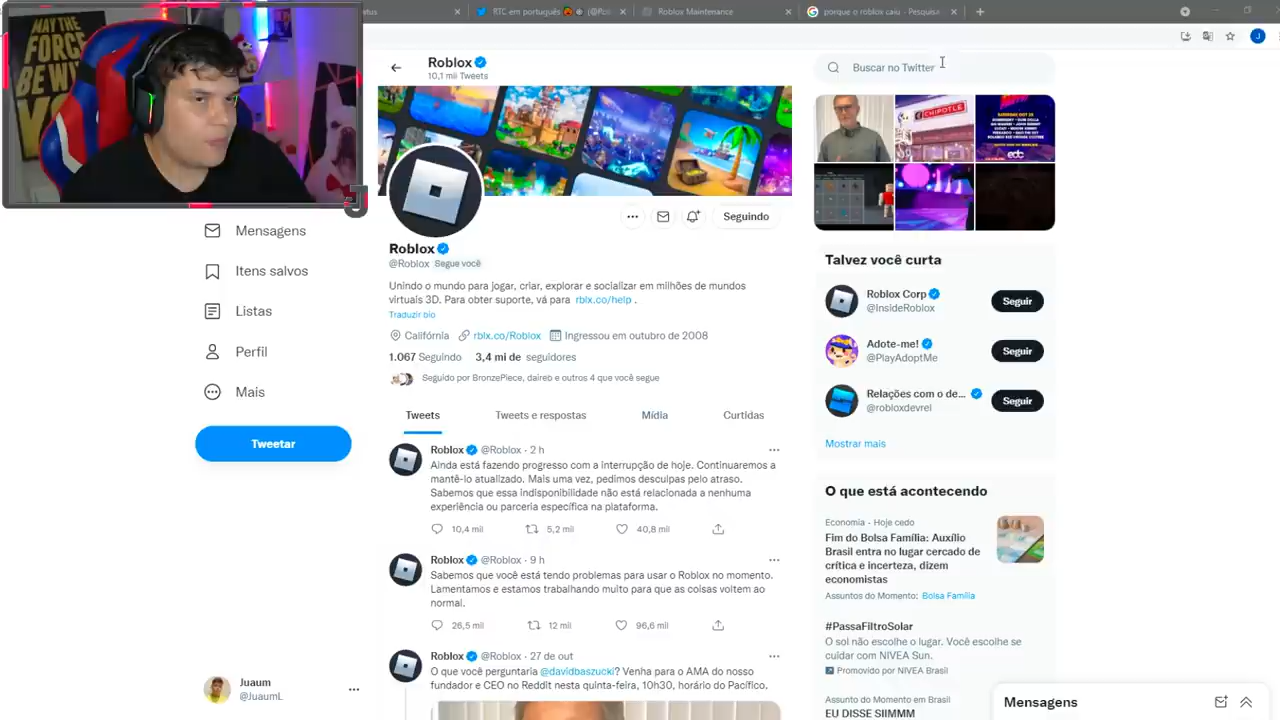 MAY THE
FORCE
BE WI
YOU
atus
RTC em português
(@Ro
Roblox Maintenance
porque o roblox caiu - Pesquisa
J
Roblox
10,1 mil Tweets
Buscar no Twitter
CHIPOTLE
edc
Seguindo
Roblox
@Roblox Segue você
Unindo o mundo para jogar, criar, explorar e socializar em milhões de mundos
virtuais 3D. Para obter suporte, vá para rblx.co/help .
Traduzir bio
Califórnia rblx.co/Roblox Ingressou em outubro de 2008
1.067 Seguindo 3,4 mi de seguidores
Seguido por BronzePiece, daireb e outros 4 que você segue
Tweets Tweets e respostas Mídia Curtidas
Roblox @Roblox · 2 h
Ainda está fazendo progresso com a interrupção de hoje. Continuaremos a
mantê-lo atualizado. Mais uma vez, pedimos desculpas pelo atraso.
Sabemos que essa indisponibilidade não está relacionada a nenhuma
experiência ou parceria específica na plataforma.
10,4 mil 5,2 mil 40,8 mil
Roblox @Roblox · 9 h
Sabemos que você está tendo problemas para usar o Roblox no momento.
Lamentamos e estamos trabalhando muito para que as coisas voltem ao
normal.
26,5 mil 12 mil 96,6 mil
Roblox @Roblox · 27 de out
O que você perguntaria @davidbaszucki? Venha para o AMA do nosso
fundador e CEO no Reddit nesta quinta-feira, 10h30, horário do Pacífico.
Mensagens
Itens salvos
Listas
Perfil
Mais
Tweetar
Juaum
@JuaumL
Talvez você curta
Roblox Corp
@InsideRoblox
Seguir
Adote-me!
@PlayAdoptMe
Seguir
Relações com o de...
@robloxdevrel
Seguir
Mostrar mais
O que está acontecendo
Economia · Hoje cedo
Fim do Bolsa Família: Auxílio
Brasil entra no lugar cercado de
crítica e incerteza, dizem
economistas
Assuntos do Momento: Bolsa Família
#PassaFiltroSolar
O sol não escolhe o lugar. Você escolhe se
cuidar com NIVEA Sun.
Promovido por NIVEA Brasil
Assunto do Momento em Brasil
EU DISSE SIIMMM
Mensagens